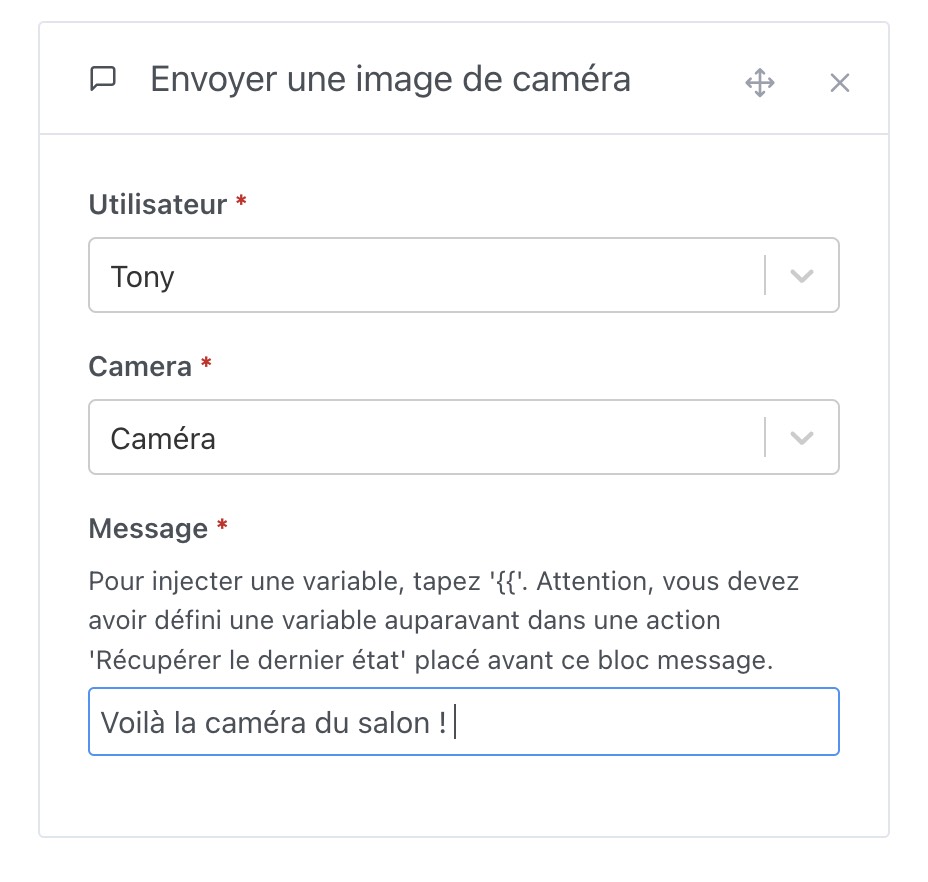 Envoyer une image de caméra
Utilisateur *
Tony
Camera *
Caméra
Message *
Pour injecter une variable, tapez '{{'. Attention, vous devez
avoir défini une variable auparavant dans une action
'Récupérer le dernier état' placé avant ce bloc message.
Voilà la caméra du salon !